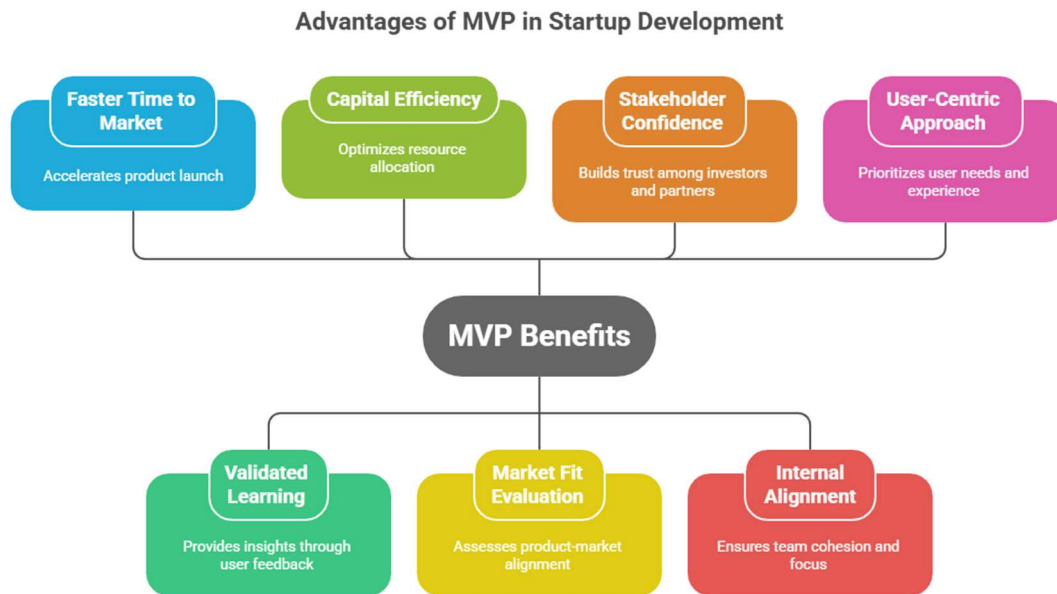 Advantages of MVP in Startup Development
Faster Time to
Market
Accelerates product launch
Capital Efficiency
Optimizes resource
allocation
Stakeholder
Confidence
Builds trust among investors
and partners
User-Centric
Approach
Prioritizes user needs and
experience
MVP Benefits
Validated
Learning
Provides insights through
user feedback
Market Fit
Evaluation
Assesses product-market
alignment
Internal
Alignment
Ensures team cohesion and
focus